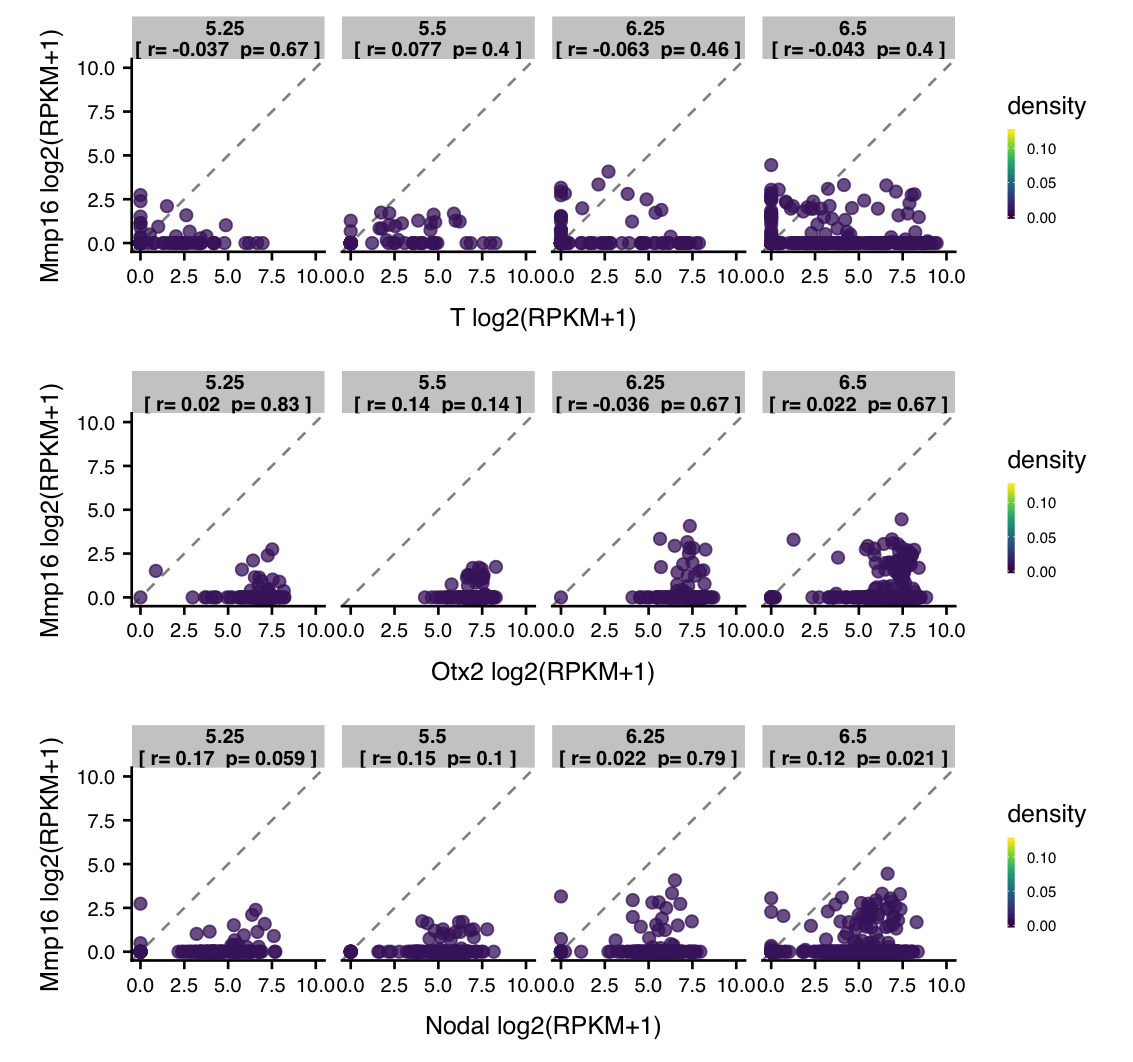 5.25 5.5 6.25 6.5
[ r= -0.037 p= 0.67 ] [ r= 0.077 p= 0.4 ] [ r= -0.063 p= 0.46 ] [ r= -0.043 p= 0.4 ]
Mmp16 log2(RPKM+1)
10.0
7.5
5.0
2.5
0.0
0.0 2.5 5.0 7.5 10.0 0.0 2.5 5.0 7.5 10.0 0.0 2.5 5.0 7.5 10.0 0.0 2.5 5.0 7.5 10.0
T log2(RPKM+1)
density
0.10
0.05
0.00
5.25 5.5 6.25 6.5
[ r= 0.02 p= 0.83 ] [ r= 0.14 p= 0.14 ] [ r= -0.036 p= 0.67 ] [ r= 0.022 p= 0.67 ]
Mmp16 log2(RPKM+1)
10.0
7.5
5.0
2.5
0.0
0.0 2.5 5.0 7.5 10.0 0.0 2.5 5.0 7.5 10.0 0.0 2.5 5.0 7.5 10.0 0.0 2.5 5.0 7.5 10.0
Otx2 log2(RPKM+1)
density
0.10
0.05
0.00
5.25 5.5 6.25 6.5
[ r= 0.17 p= 0.059 ] [ r= 0.15 p= 0.1 ] [ r= 0.022 p= 0.79 ] [ r= 0.12 p= 0.021 ]
Mmp16 log2(RPKM+1)
10.0
7.5
5.0
2.5
0.0
0.0 2.5 5.0 7.5 10.0 0.0 2.5 5.0 7.5 10.0 0.0 2.5 5.0 7.5 10.0 0.0 2.5 5.0 7.5 10.0
Nodal log2(RPKM+1)
density
0.10
0.05
0.00